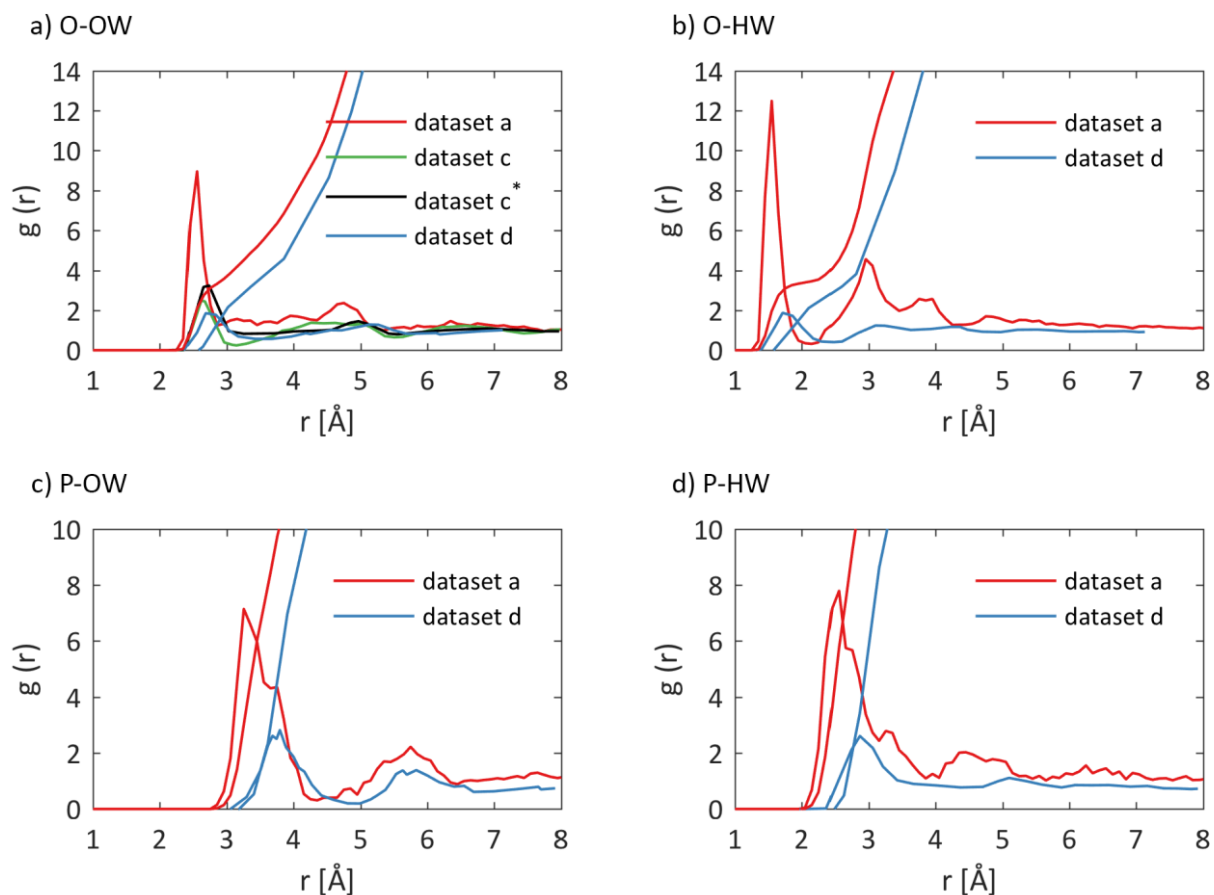 a) O-OW
14
12
10
8
6
4
2
0
g (r)
dataset a
dataset c
dataset c*
dataset d
1 2 3 4 5 6 7 8
r [Å]
b) O-HW
14
12
10
8
6
4
2
0
g (r)
dataset a
dataset d
1 2 3 4 5 6 7 8
r [Å]
c) P-OW
10
8
6
4
2
0
g (r)
dataset a
dataset d
1 2 3 4 5 6 7 8
r [Å]
d) P-HW
10
8
6
4
2
0
g (r)
dataset a
dataset d
1 2 3 4 5 6 7 8
r [Å]